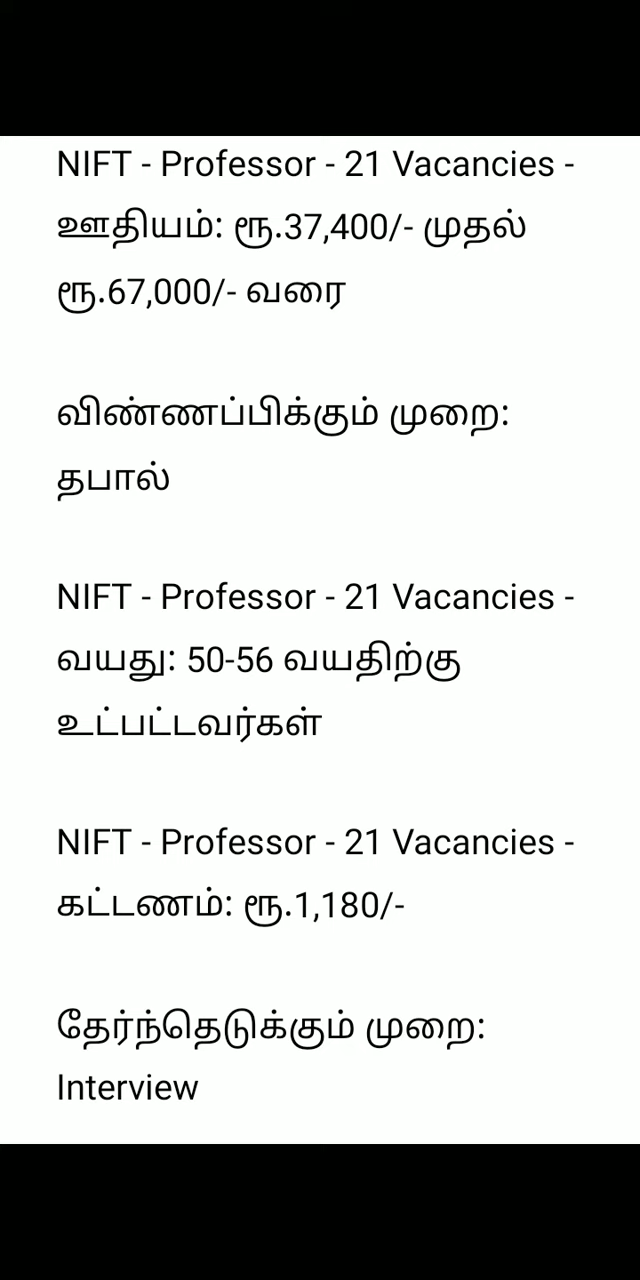 NIFT - Professor - 21 Vacancies -
ஊதியம்: ரூ.37,400/- முதல்
ரூ.67,000/- வரை
விண்ணப்பிக்கும் முறை:
தபால்
NIFT - Professor - 21 Vacancies -
வயது: 50-56 வயதிற்கு
உட்பட்டவர்கள்
NIFT - Professor - 21 Vacancies -
கட்டணம்: ரூ.1,180/-
தேர்ந்தெடுக்கும் முறை:
Interview